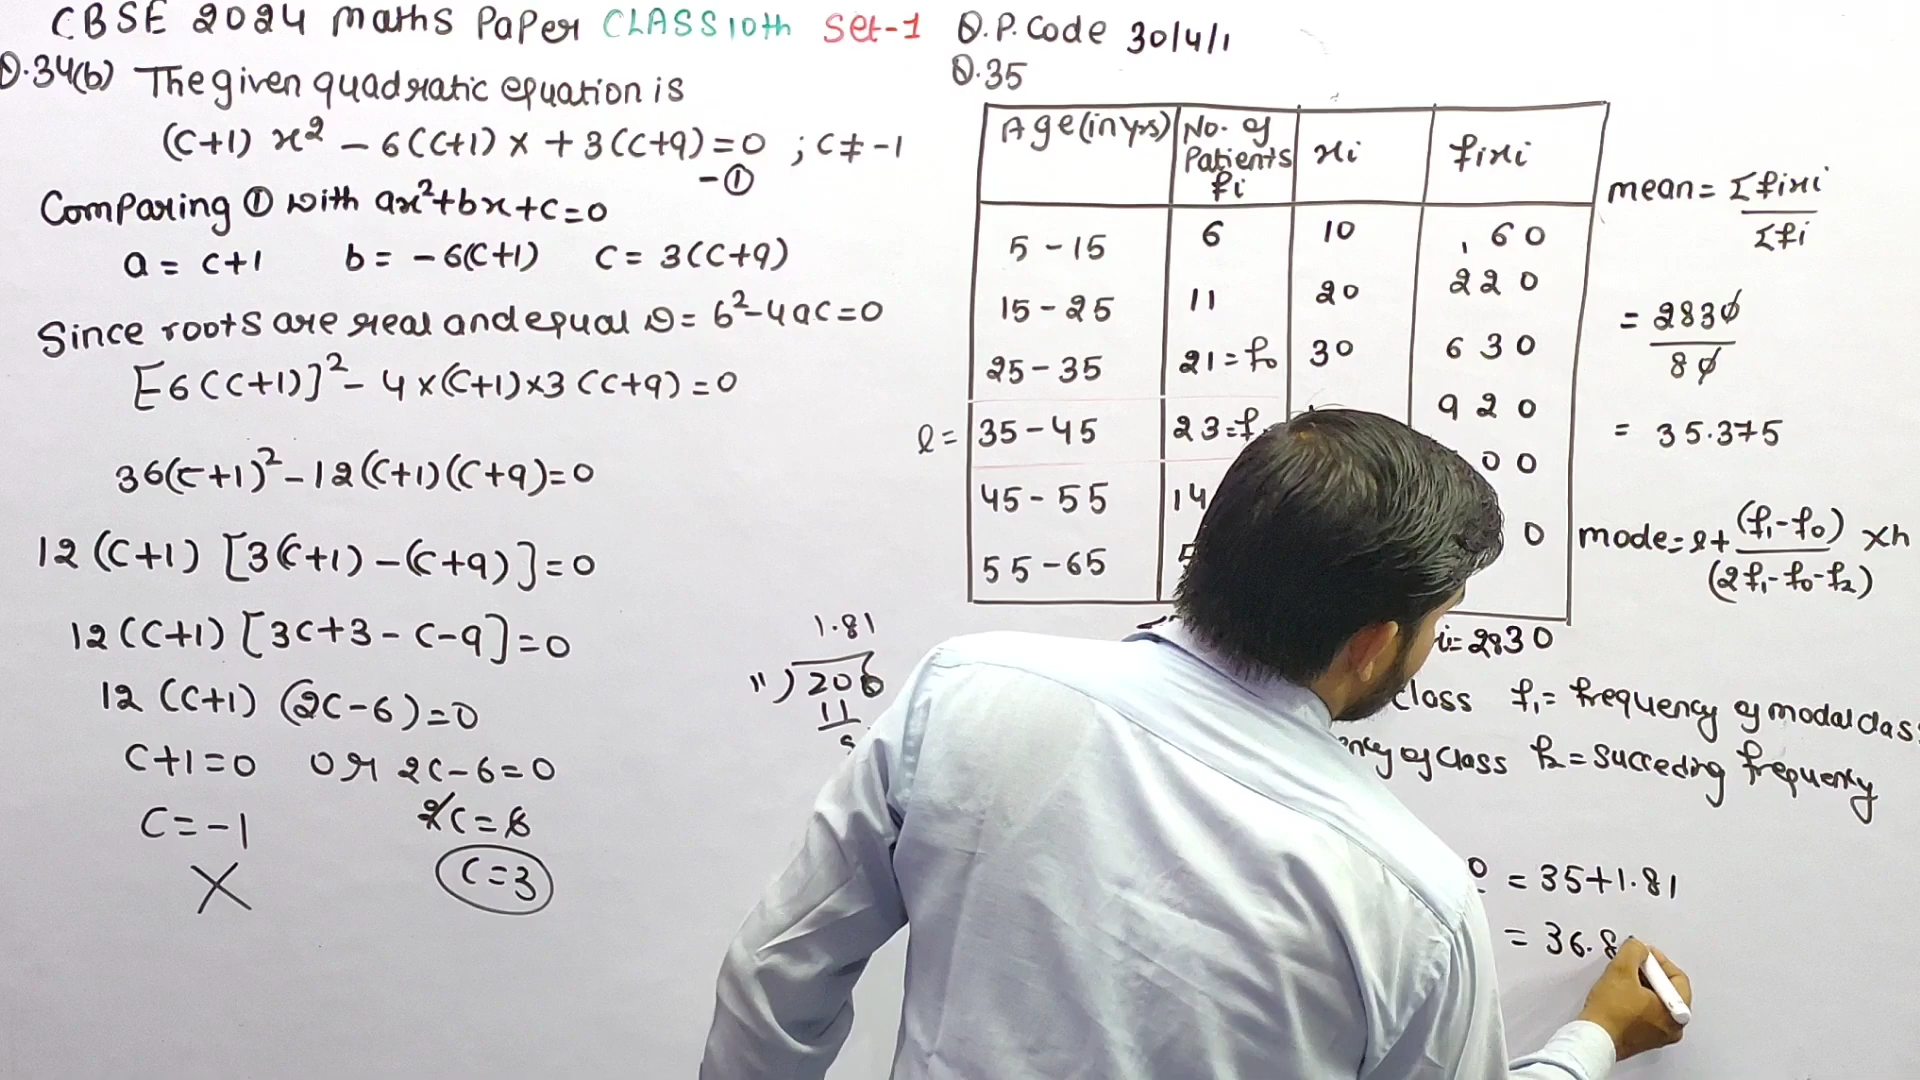 CBSE 2024 Maths Paper CLASS 10th Set-1 Q.P. Code 30/4/1
Q.34(b) The given quadratic equation is
(c+1) x² - 6(c+1) x + 3(c+9) = 0 ; c ≠ -1
-①
Comparing ① with ax²+bx+c=0
a = c+1 b = -6(c+1) c = 3(c+9)
Since roots are real and equal D = b²-4ac=0
[6(c+1)]² - 4×(c+1)×3(c+9)=0
36(c+1)² - 12(c+1)(c+9)=0
12(c+1) [3(c+1) - (c+9)]=0
12(c+1) [3c+3-c-9]=0
12(c+1) (2c-6)=0
c+1=0 or 2c-6=0
c=-1 2c=6
X c=3
1.81
11)200
11
Q.35
Age(in yrs) No. of Patients fi xi fixi
5-15 6 10 60
15-25 11 20 220
25-35 21=f₀ 30 630
l= 35-45 23=f 920
45-55 14 00
55-65 0
i=2830
mean = Σfixi
Σfi
= 2830
80
= 35.375
mode = l+ (f₁-f₀) ×h
(2f₁-f₀-f₂)
class f₁= frequency of modal class
ency of class f₂ = succeding frequency
= 35+1.81
= 36.8